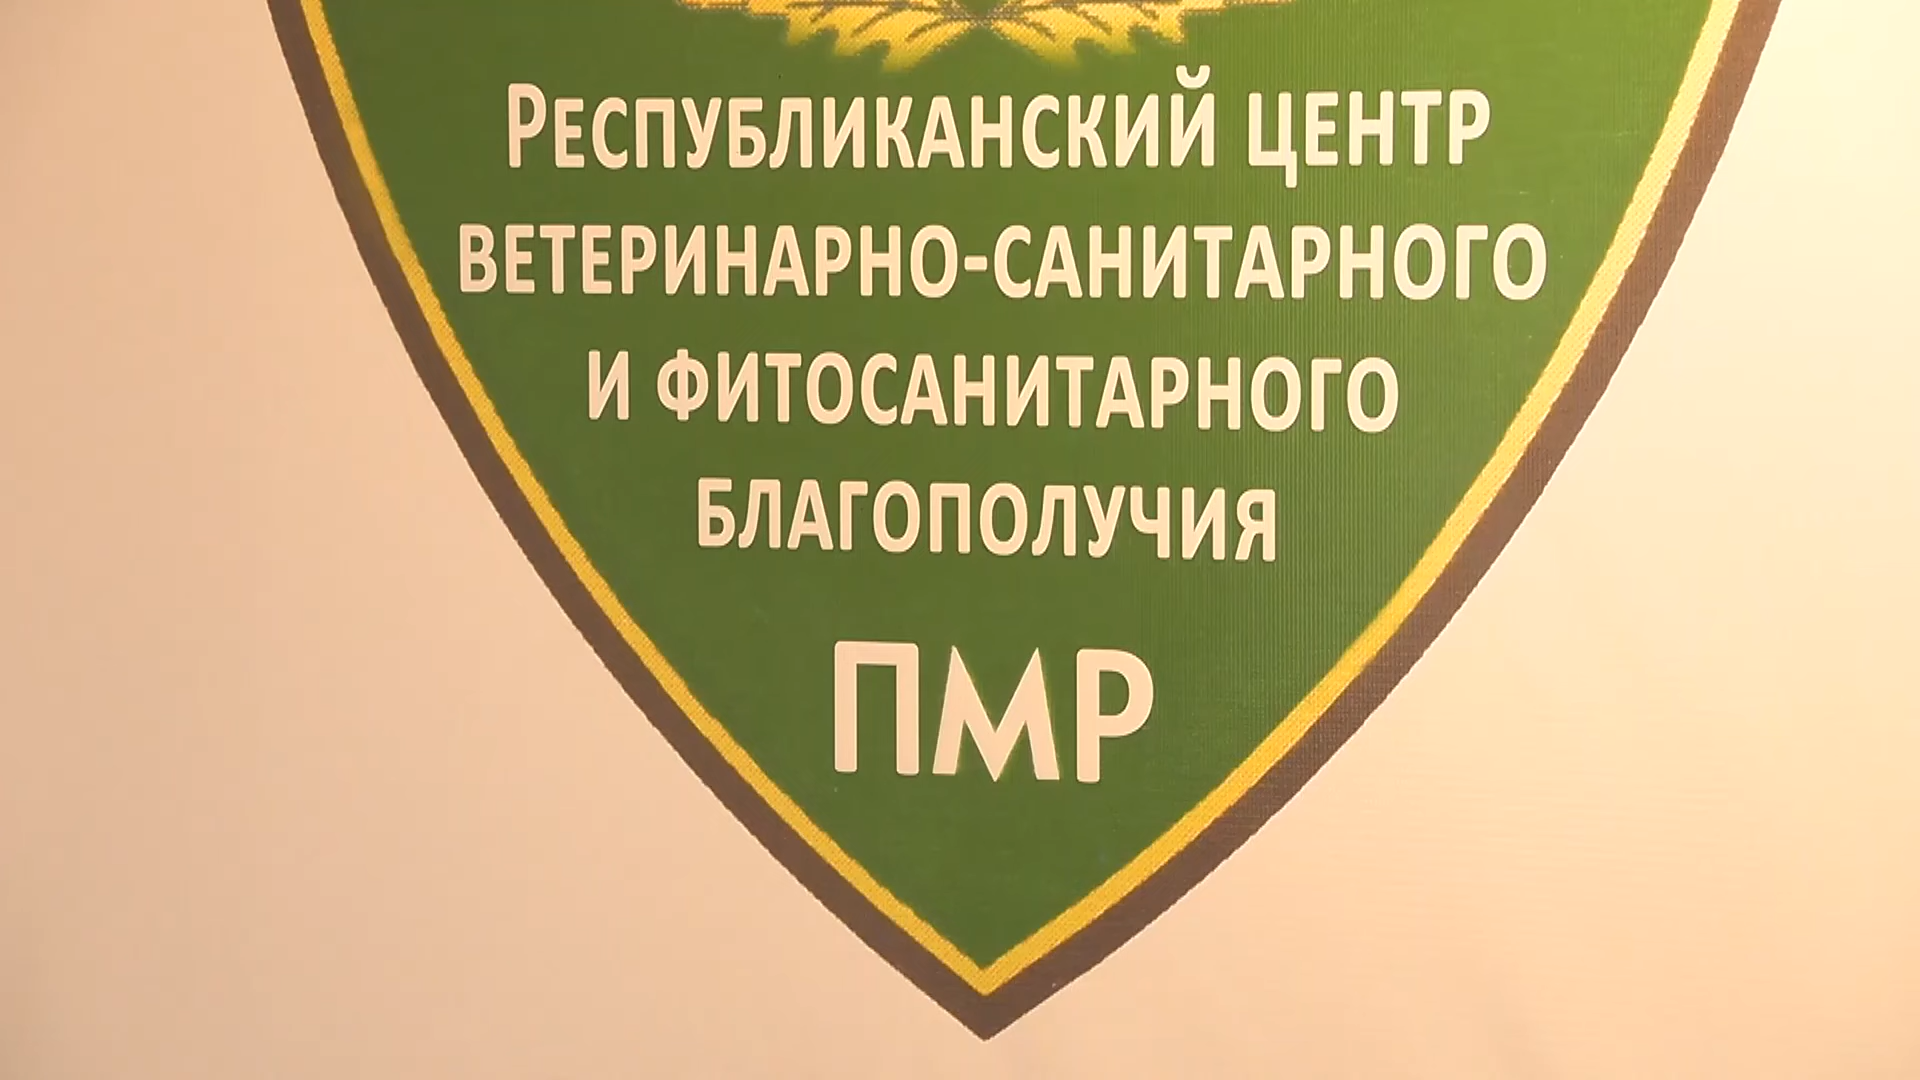 Республиканский центр
ветеринарно-санитарного
и фитосанитарного
благополучия
ПМР